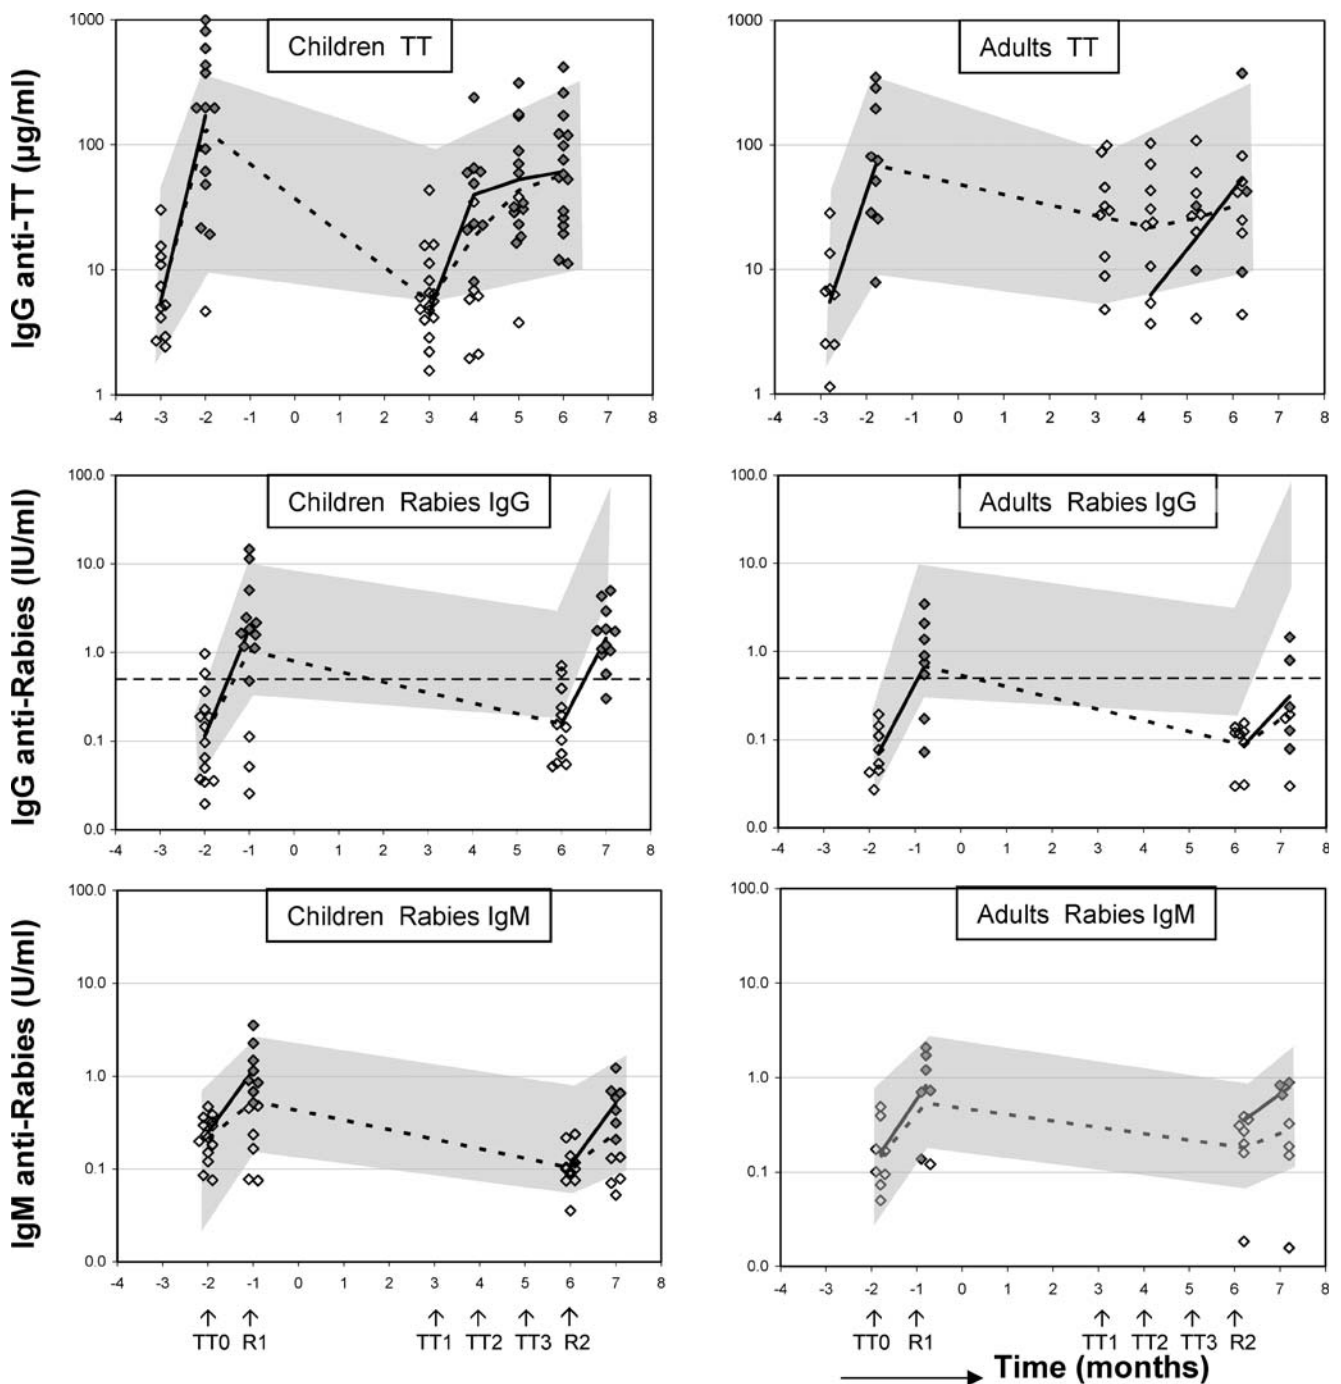 Children TT
Adults TT
IgG anti-TT (µg/ml)
1000
100
10
1
-4 -3 -2 -1 0 1 2 3 4 5 6 7 8
1000
100
10
1
-4 -3 -2 -1 0 1 2 3 4 5 6 7 8
Children Rabies IgG
Adults Rabies IgG
IgG anti-Rabies (IU/ml)
100.0
10.0
1.0
0.1
0.0
-4 -3 -2 -1 0 1 2 3 4 5 6 7 8
100.0
10.0
1.0
0.1
0.0
-4 -3 -2 -1 0 1 2 3 4 5 6 7 8
Children Rabies IgM
Adults Rabies IgM
IgM anti-Rabies (U/ml)
100.0
10.0
1.0
0.1
0.0
-4 -3 -2 -1 0 1 2 3 4 5 6 7 8
100.0
10.0
1.0
0.1
0.0
-4 -3 -2 -1 0 1 2 3 4 5 6 7 8
TT0 R1 TT1 TT2 TT3 R2
TT0 R1 TT1 TT2 TT3 R2
Time (months)